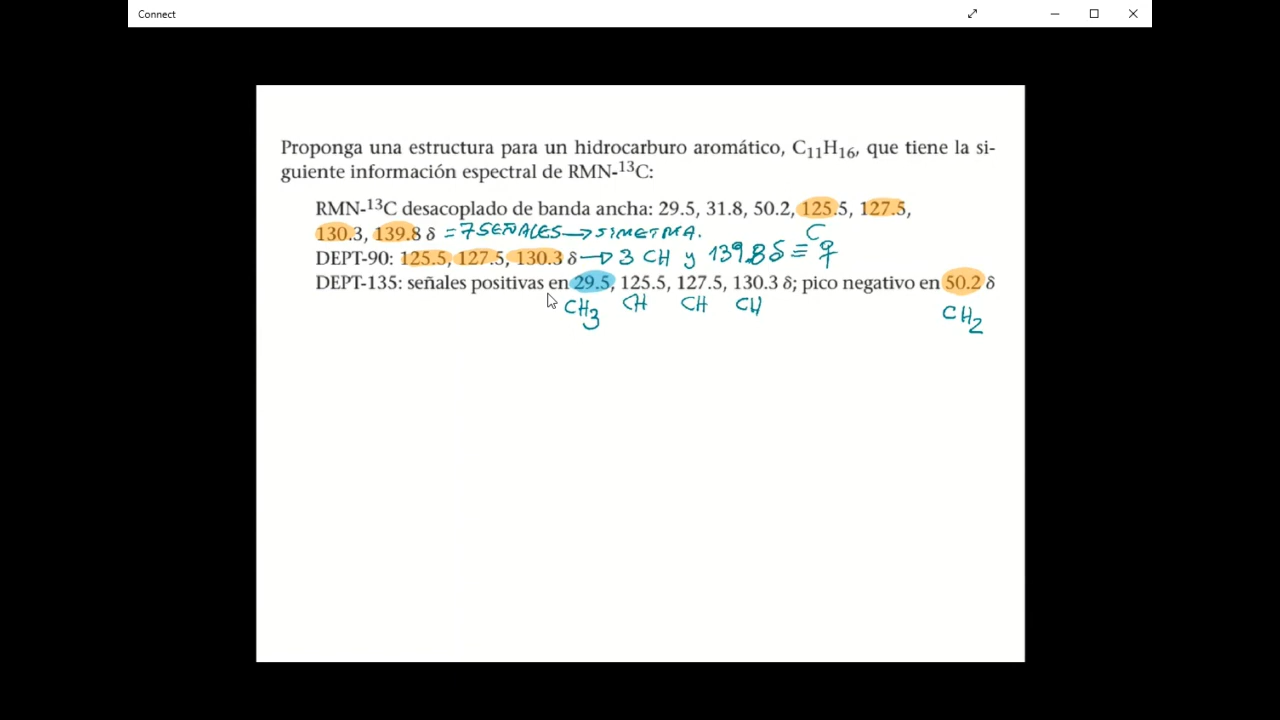 Connect
Proponga una estructura para un hidrocarburo aromático, C₁₁H₁₆, que tiene la si-
guiente información espectral de RMN-¹³C:
RMN-¹³C desacoplado de banda ancha: 29.5, 31.8, 50.2, 125.5, 127.5,
130.3, 139.8 δ = 7 SEÑALES → SIMETRIA.
DEPT-90: 125.5, 127.5, 130.3 δ → 3 CH y 139.8 δ = Cq
DEPT-135: señales positivas en 29.5, 125.5, 127.5, 130.3 δ; pico negativo en 50.2 δ
CH₃ CH CH CH CH₂